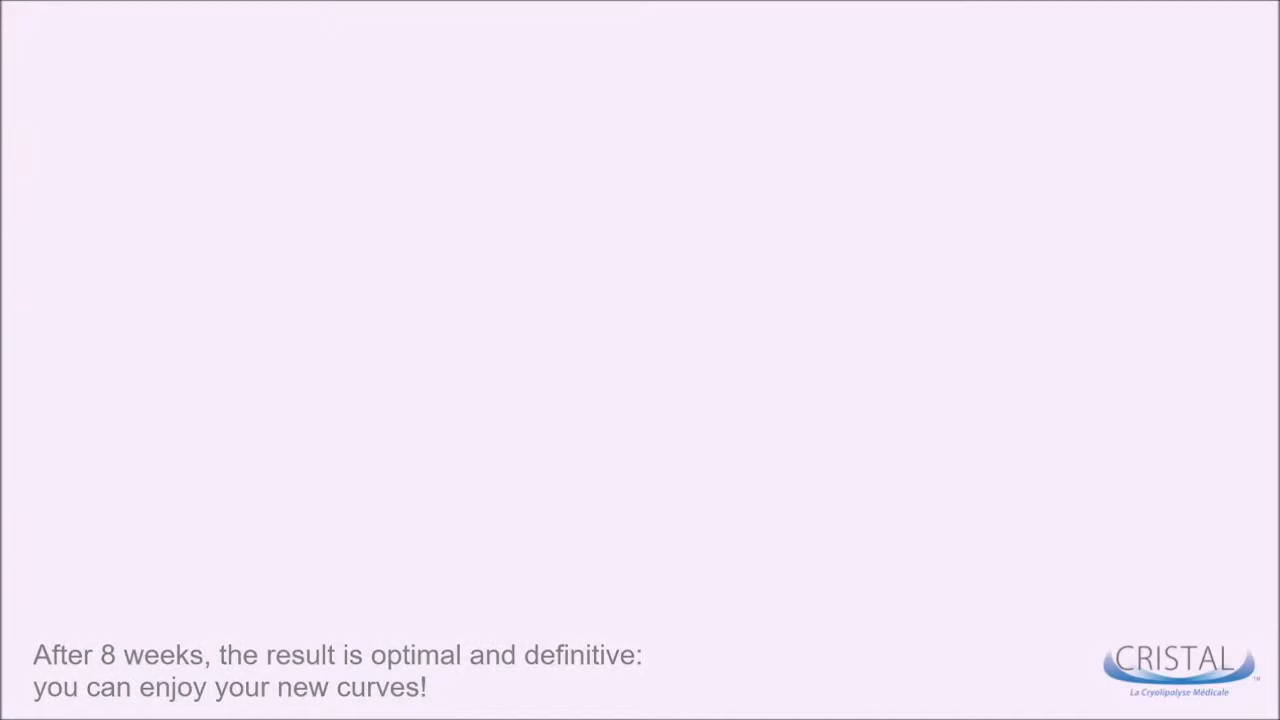 After 8 weeks, the result is optimal and definitive:
you can enjoy your new curves!
CRISTAL
TM
La Cryolipolyse Médicale